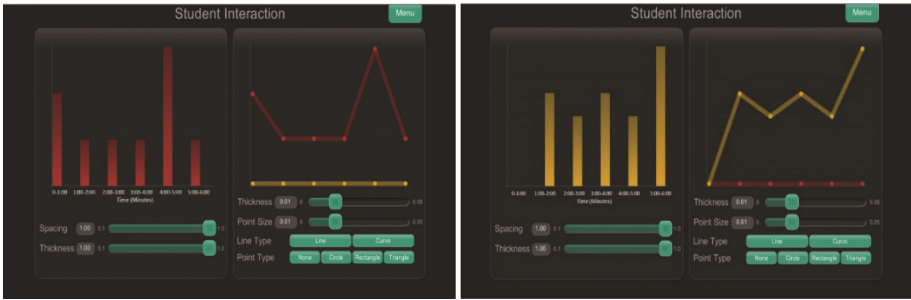 Student Interaction
Menu
0-1:00 1:00-2:00 2:00-3:00 3:00-4:00 4:00-5:00 5:00-6:00
Time (Minutes)
Spacing 1.00 0.1 1.0
Thickness 1.00 0.1 1.0
Thickness 0.01 0 0.05
Point Size 0.01 0 0.05
Line Type Line Curve
Point Type None Circle Rectangle Triangle
Student Interaction
Menu
0-1:00 1:00-2:00 2:00-3:00 3:00-4:00 4:00-5:00 5:00-6:00
Time (Minutes)
Spacing 1.00 0.1 1.0
Thickness 1.00 0.1 1.0
Thickness 0.01 0 0.05
Point Size 0.01 0 0.05
Line Type Line Curve
Point Type None Circle Rectangle Triangle